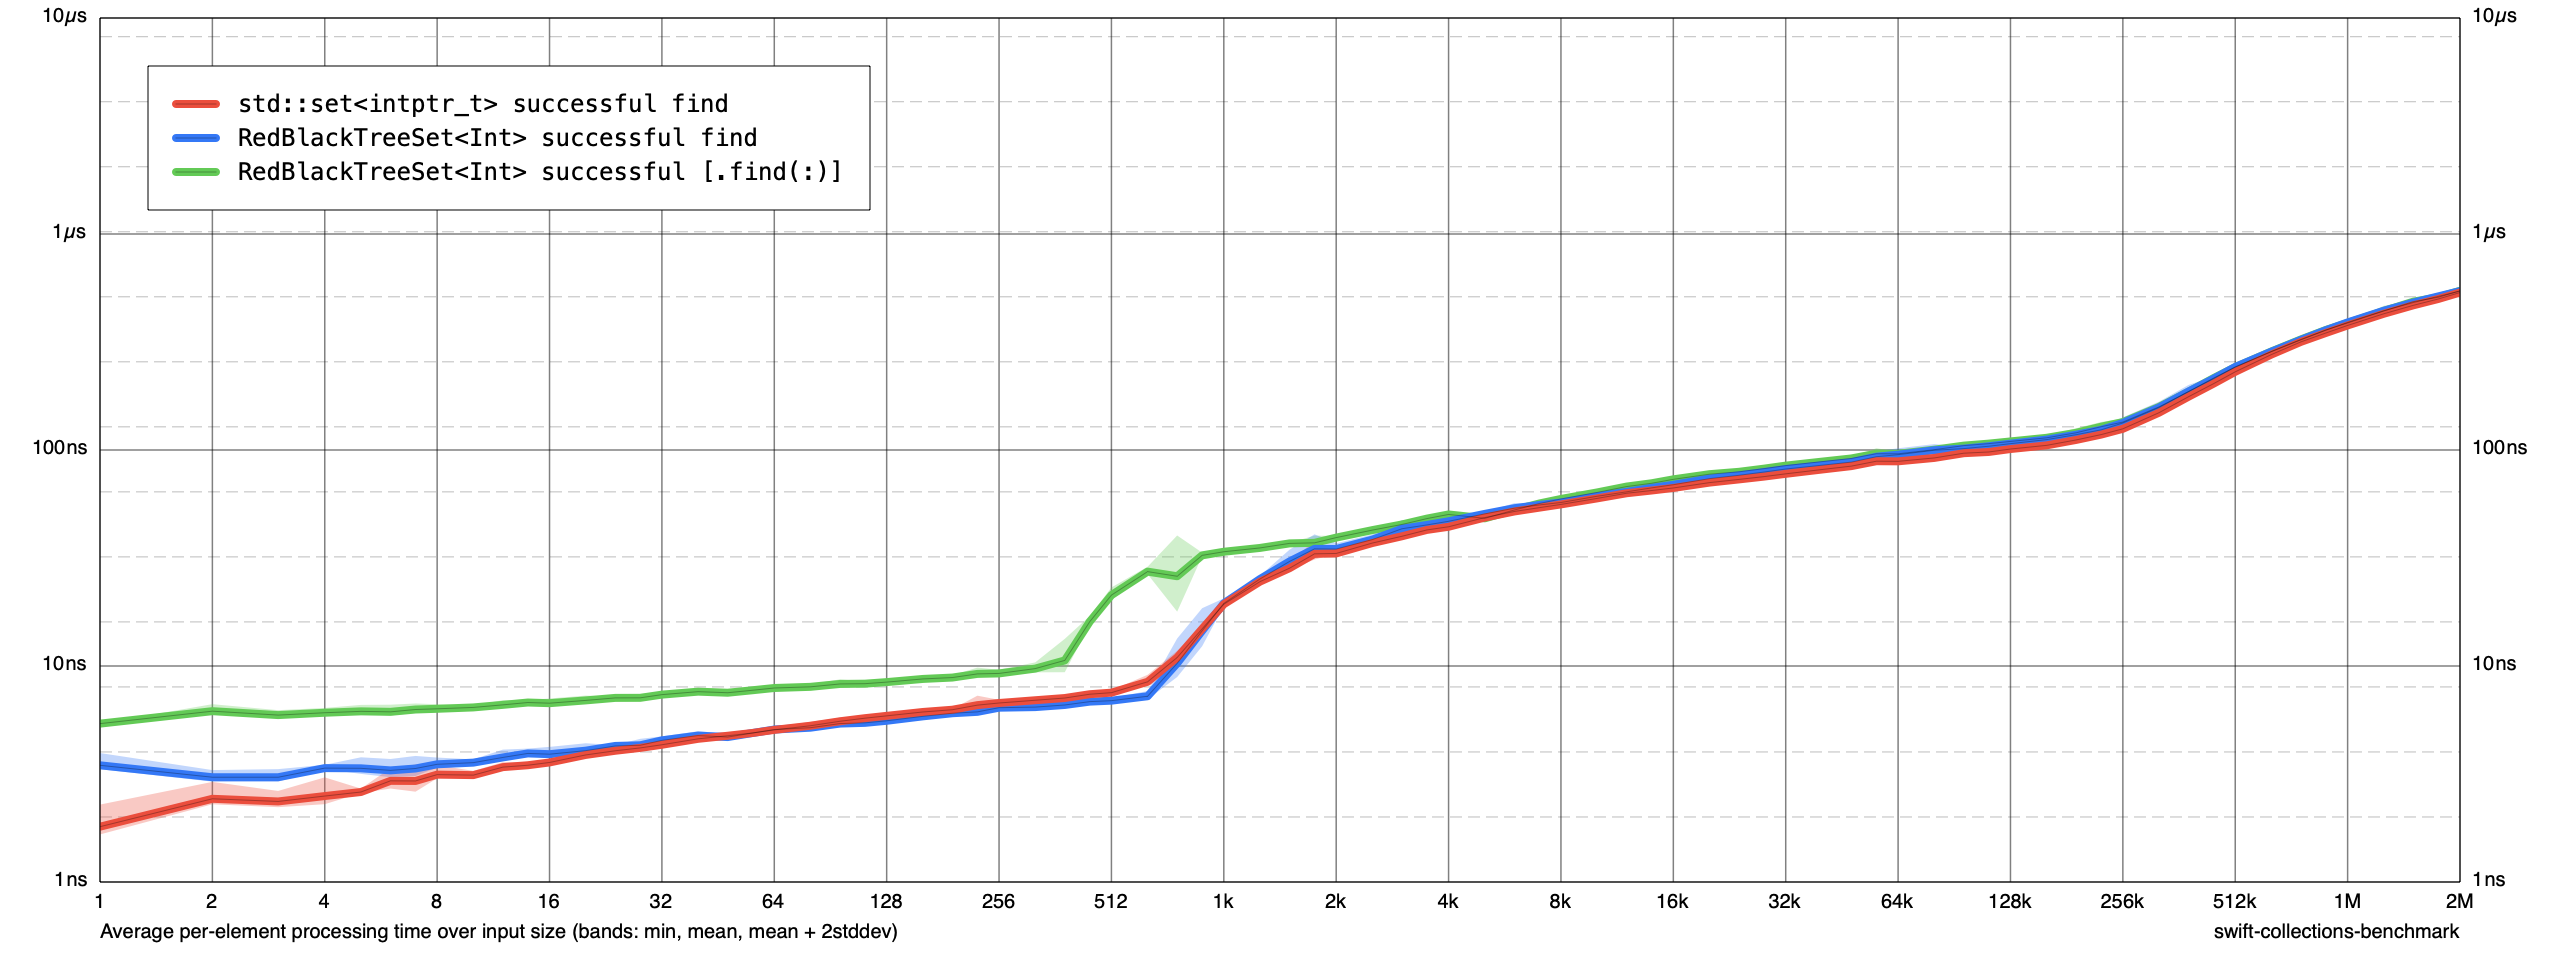 10µs
10µs
std::set<intptr_t> successful find
RedBlackTreeSet<Int> successful find
RedBlackTreeSet<Int> successful [.find(:)]
1µs
1µs
100ns
100ns
10ns
10ns
1ns
1ns
1 2 4 8 16 32 64 128 256 512 1k 2k 4k 8k 16k 32k 64k 128k 256k 512k 1M 2M
Average per-element processing time over input size (bands: min, mean, mean + 2stddev)
swift-collections-benchmark